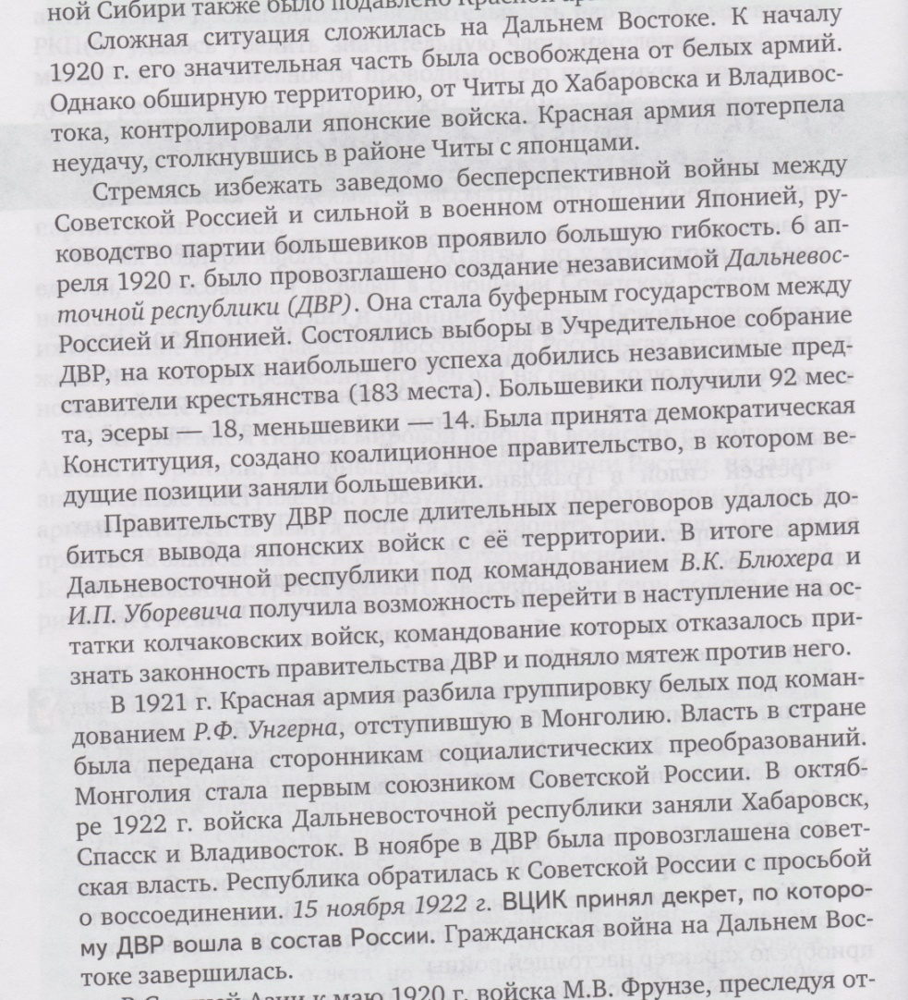 ной Сибири также было подавлено Красной
Сложная ситуация сложилась на Дальнем Востоке. К началу
1920 г. его значительная часть была освобождена от белых армий.
Однако обширную территорию, от Читы до Хабаровска и Владивос-
тока, контролировали японские войска. Красная армия потерпела
неудачу, столкнувшись в районе Читы с японцами.
Стремясь избежать заведомо бесперспективной войны между
Советской Россией и сильной в военном отношении Японией, ру-
ководство партии большевиков проявило большую гибкость. 6 ап-
реля 1920 г. было провозглашено создание независимой Дальневос-
точной республики (ДВР). Она стала буферным государством между
Россией и Японией. Состоялись выборы в Учредительное собрание
ДВР, на которых наибольшего успеха добились независимые пред-
ставители крестьянства (183 места). Большевики получили 92 мес-
та, эсеры — 18, меньшевики — 14. Была принята демократическая
Конституция, создано коалиционное правительство, в котором ве-
дущие позиции заняли большевики.
Правительству ДВР после длительных переговоров удалось до-
биться вывода японских войск с её территории. В итоге армия
Дальневосточной республики под командованием В.К. Блюхера и
И.П. Уборевича получила возможность перейти в наступление на ос-
татки колчаковских войск, командование которых отказалось при-
знать законность правительства ДВР и подняло мятеж против него.
В 1921 г. Красная армия разбила группировку белых под коман-
дованием Р.Ф. Унгерна, отступившую в Монголию. Власть в стране
была передана сторонникам социалистических преобразований.
Монголия стала первым союзником Советской России. В октяб-
ре 1922 г. войска Дальневосточной республики заняли Хабаровск,
Спасск и Владивосток. В ноябре в ДВР была провозглашена совет-
ская власть. Республика обратилась к Советской России с просьбой
о воссоединении. 15 ноября 1922 г. ВЦИК принял декрет, по которо-
му ДВР вошла в состав России. Гражданская война на Дальнем Вос-
токе завершилась.
В Средней Азии к маю 1920 г. войска М.В. Фрунзе, преследуя от-